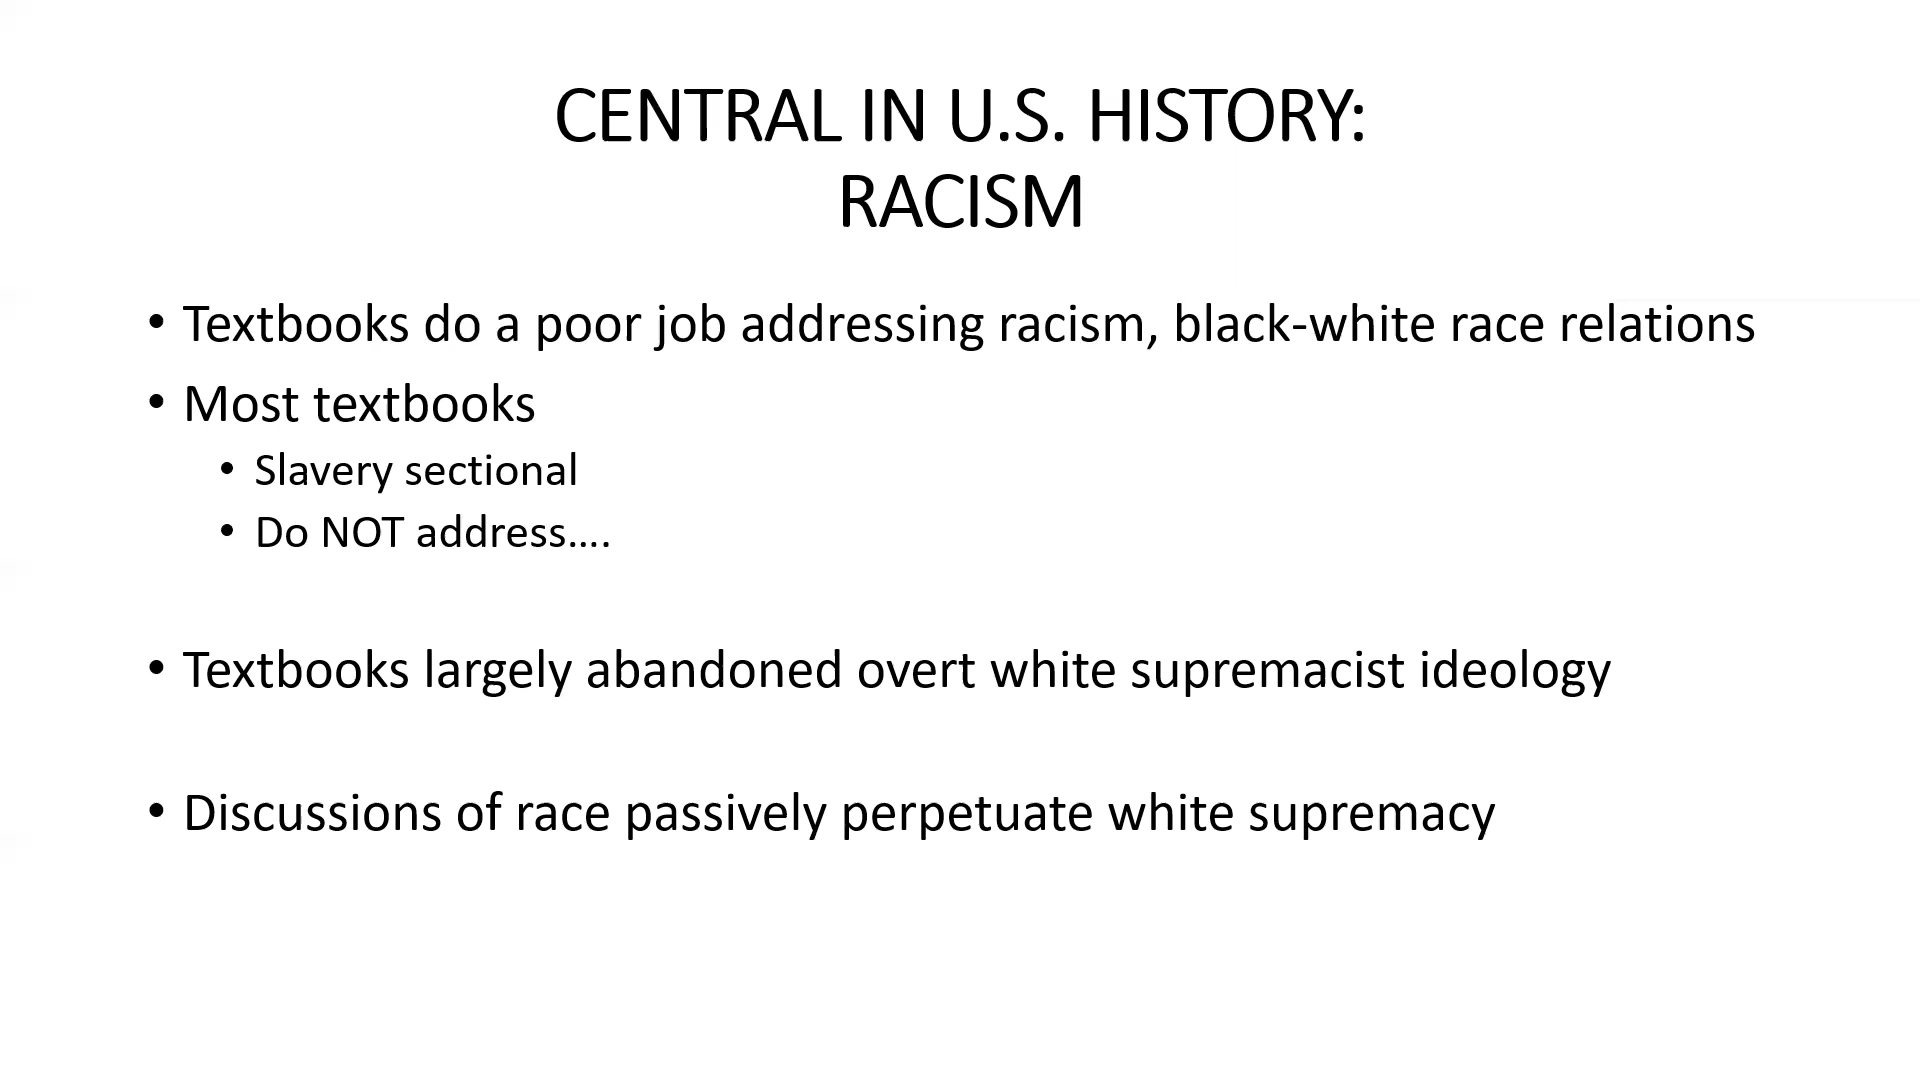 CENTRAL IN U.S. HISTORY:
RACISM
• Textbooks do a poor job addressing racism, black-white race relations
• Most textbooks
• Slavery sectional
• Do NOT address....
• Textbooks largely abandoned overt white supremacist ideology
• Discussions of race passively perpetuate white supremacy